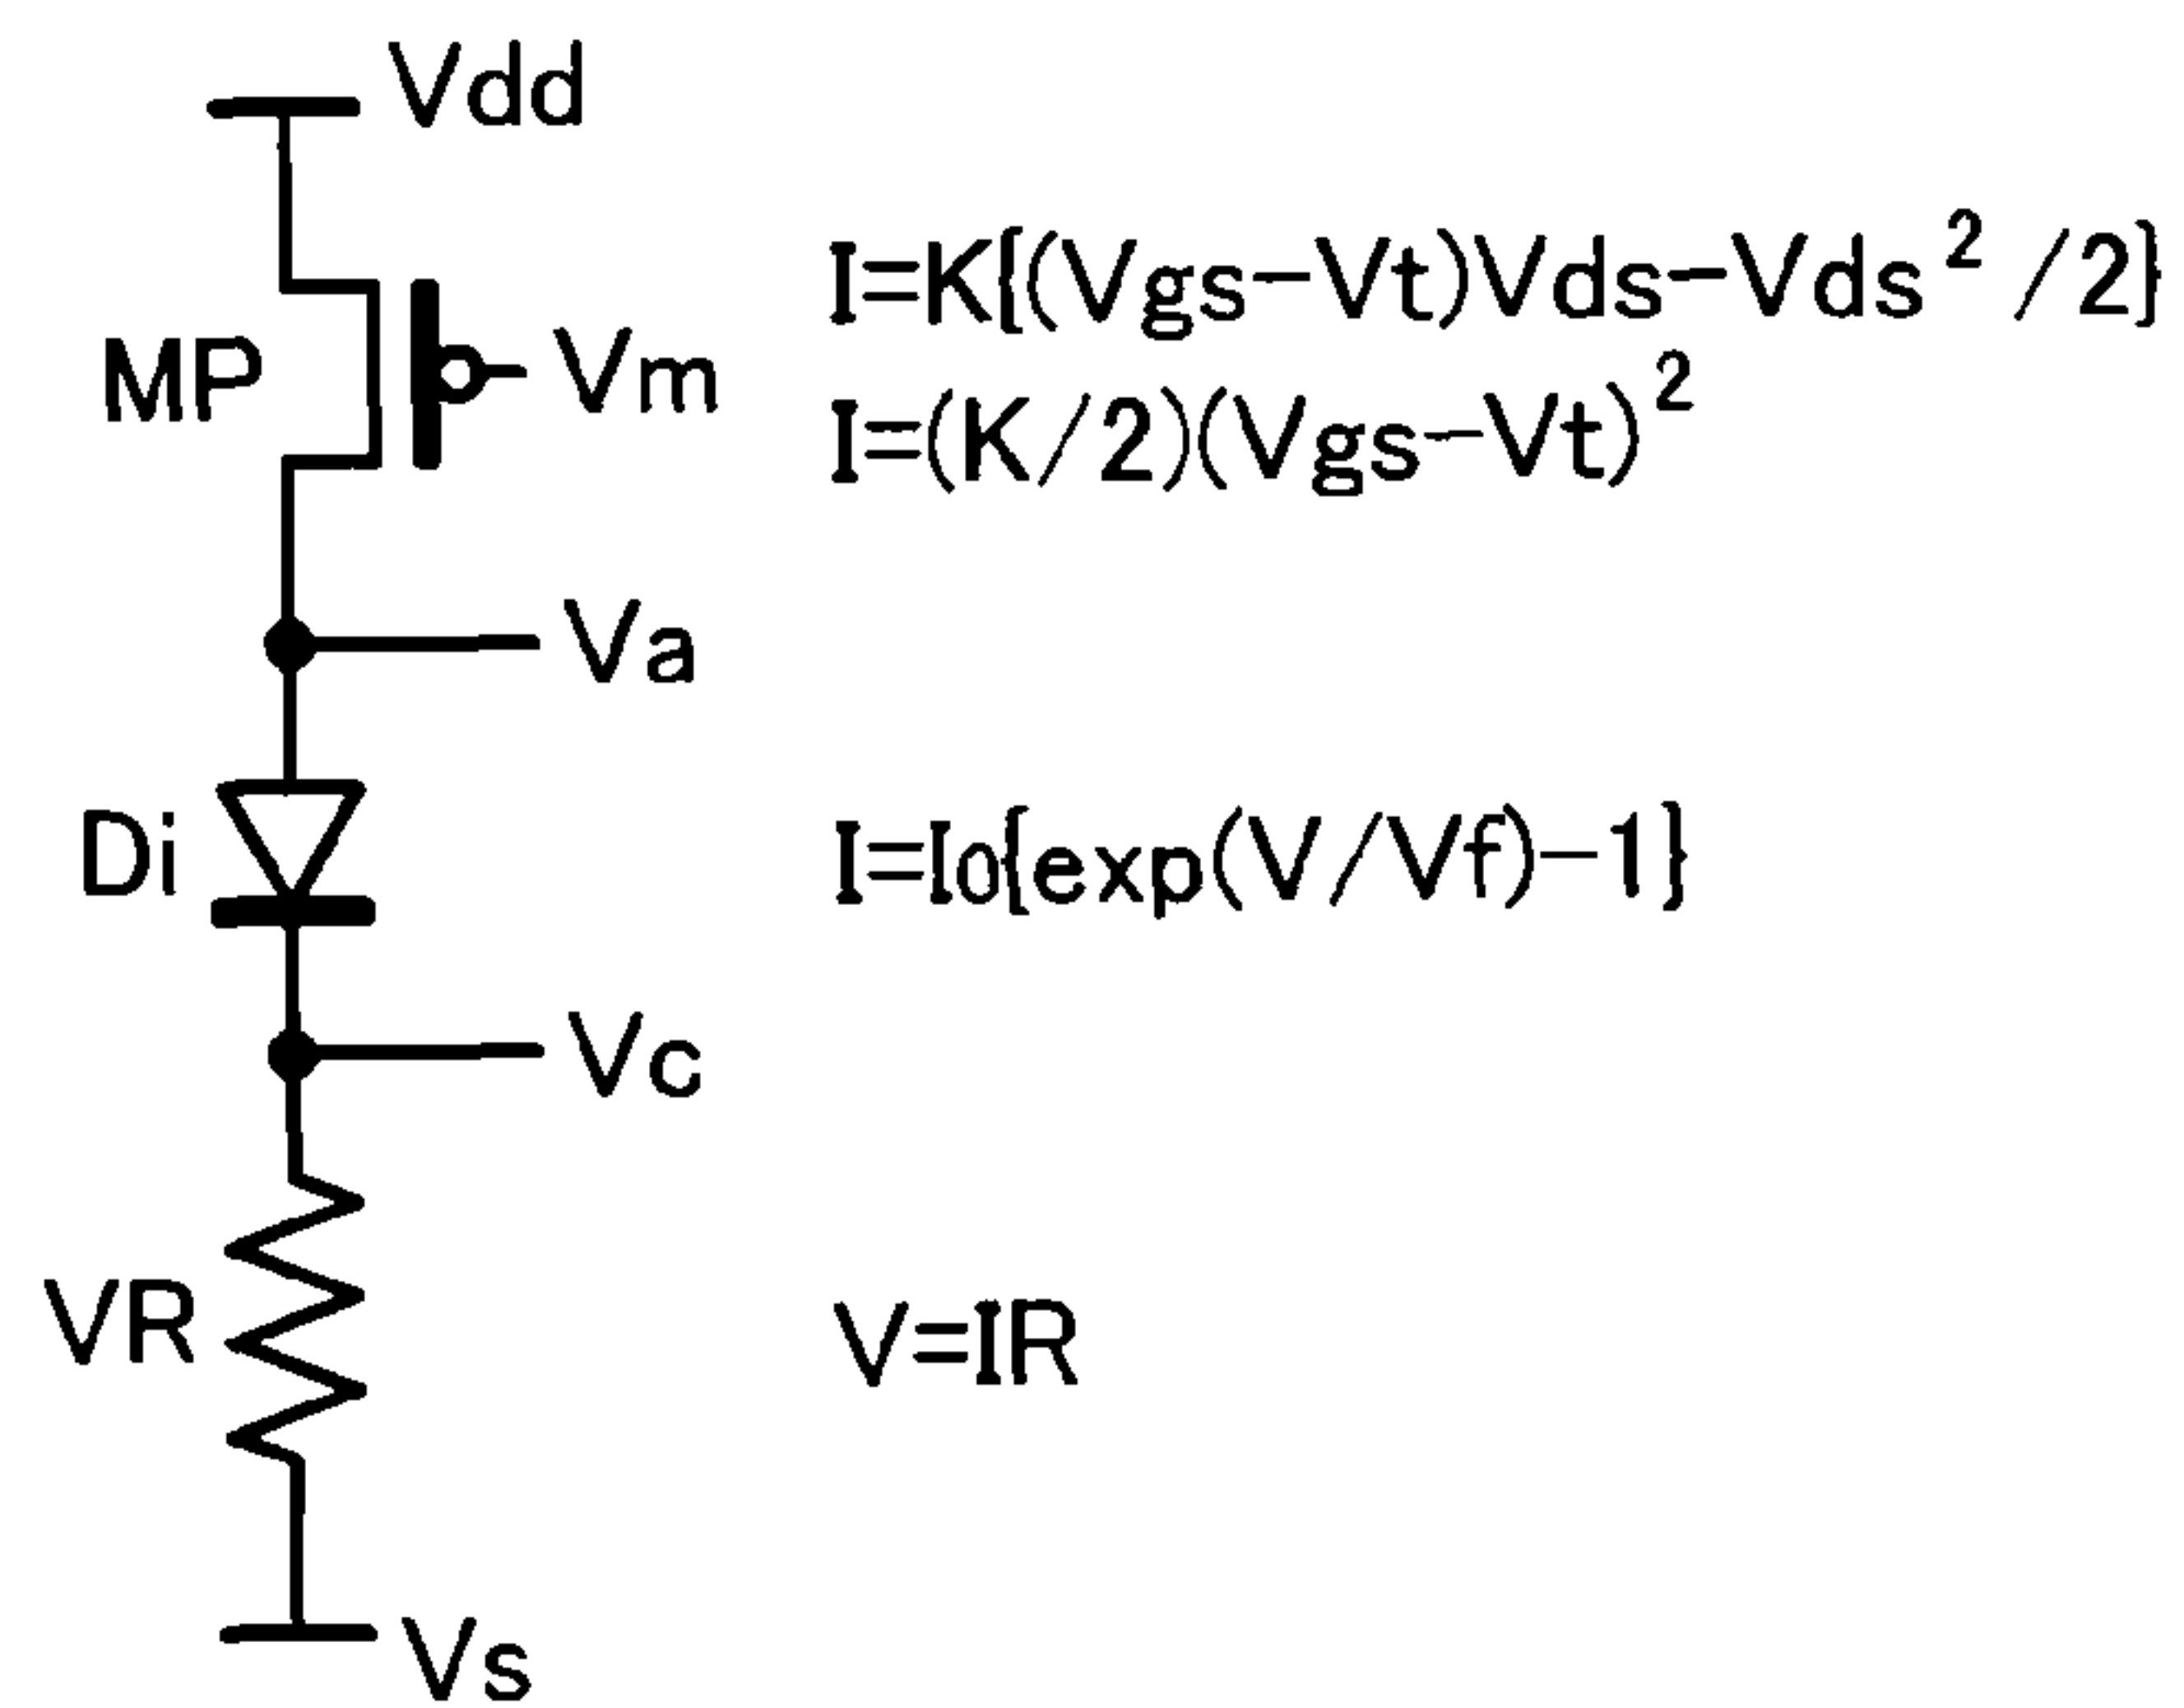 Vdd
I=K{(Vgs-Vt)Vds-Vds²/2}
MP
Vm
I=(K/2)(Vgs-Vt)²
Va
Di
I=Io{exp(V/Vf)-1}
Vc
VR
V=IR
Vs